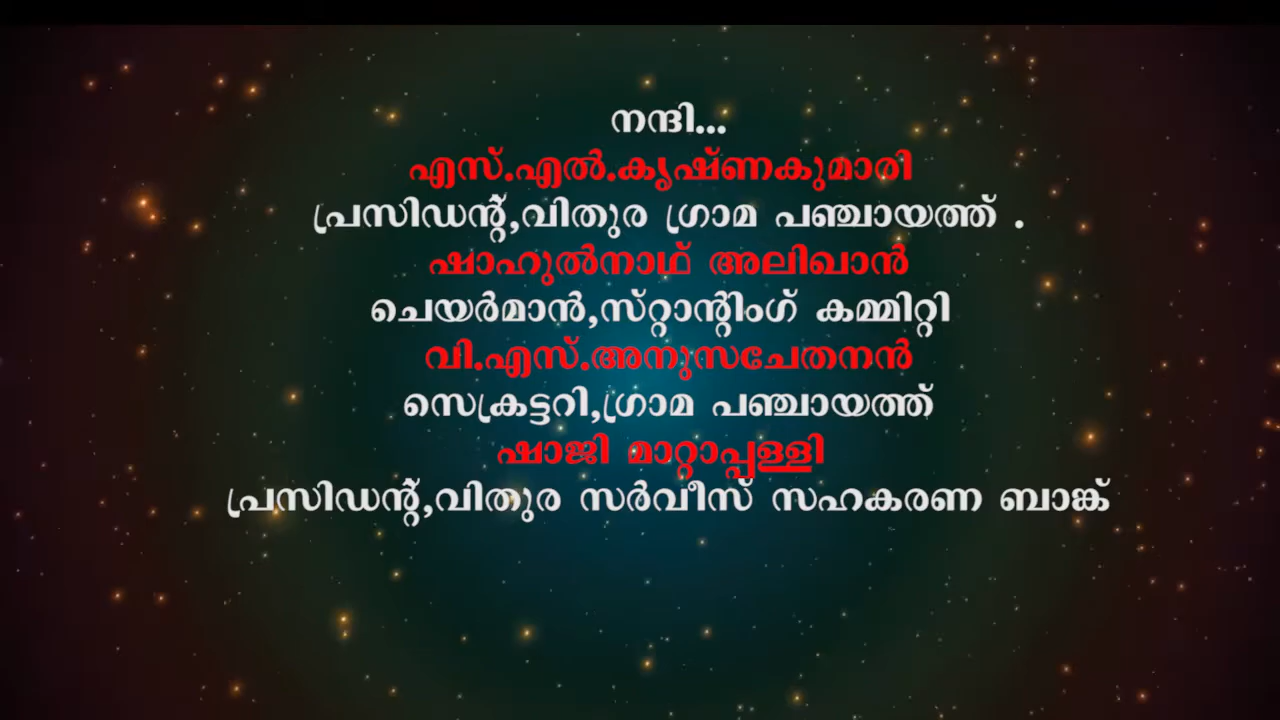 നന്ദി...
എസ്.എൽ.കൃഷ്ണകുമാരി
പ്രസിഡന്റ്,വിതുര ഗ്രാമ പഞ്ചായത്ത് .
ഷാഹുൽനാഥ് അലിഖാൻ
ചെയർമാൻ,സ്റ്റാന്റിംഗ് കമ്മിറ്റി
വി.എസ്.അനുസചേതനൻ
സെക്രട്ടറി,ഗ്രാമ പഞ്ചായത്ത്
ഷാജി മാറ്റാപ്പള്ളി
പ്രസിഡന്റ്,വിതുര സർവീസ് സഹകരണ ബാങ്ക്